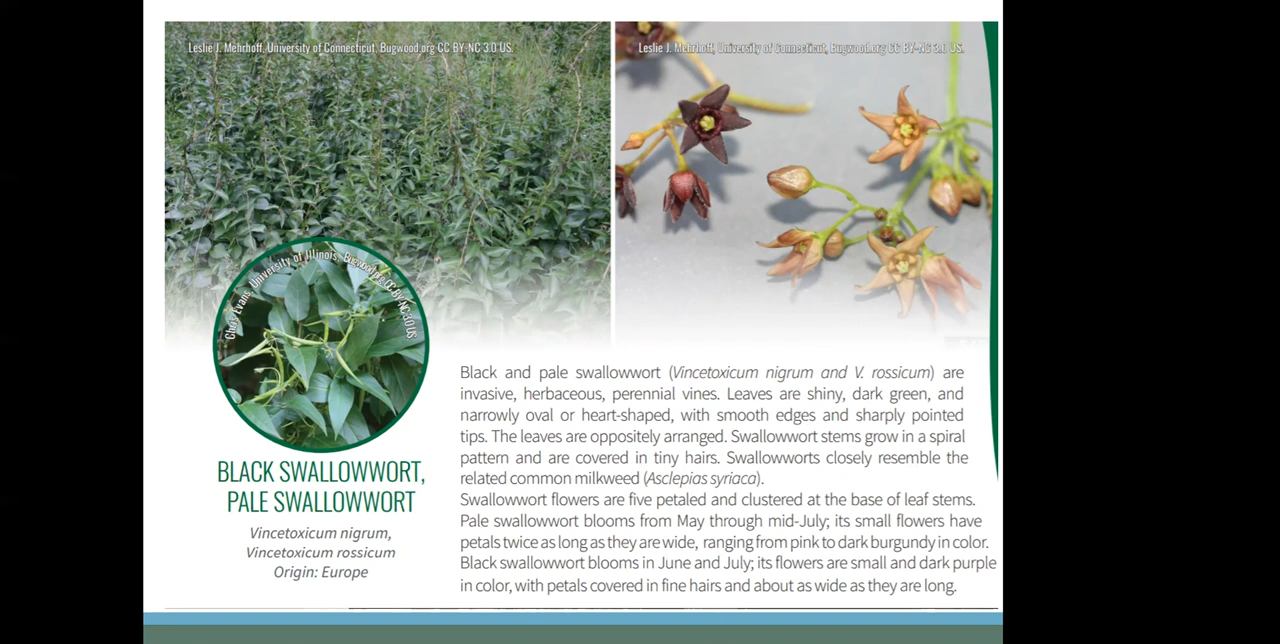 Leslie J. Mehrhoff, University of Connecticut, Bugwood.org CC BY-NC 3.0 US.
Leslie J. Mehrhoff, University of Connecticut, Bugwood.org CC BY-NC 3.0 US.
Chris Evans, University of Illinois, Bugwood.org CC BY-NC 3.0 US
BLACK SWALLOWWORT,
PALE SWALLOWWORT
Vincetoxicum nigrum,
Vincetoxicum rossicum
Origin: Europe
Black and pale swallowwort (Vincetoxicum nigrum and V. rossicum) are
invasive, herbaceous, perennial vines. Leaves are shiny, dark green, and
narrowly oval or heart-shaped, with smooth edges and sharply pointed
tips. The leaves are oppositely arranged. Swallowwort stems grow in a spiral
pattern and are covered in tiny hairs. Swallowworts closely resemble the
related common milkweed (Asclepias syriaca).
Swallowwort flowers are five petaled and clustered at the base of leaf stems.
Pale swallowwort blooms from May through mid-July; its small flowers have
petals twice as long as they are wide, ranging from pink to dark burgundy in color.
Black swallowwort blooms in June and July; its flowers are small and dark purple
in color, with petals covered in fine hairs and about as wide as they are long.